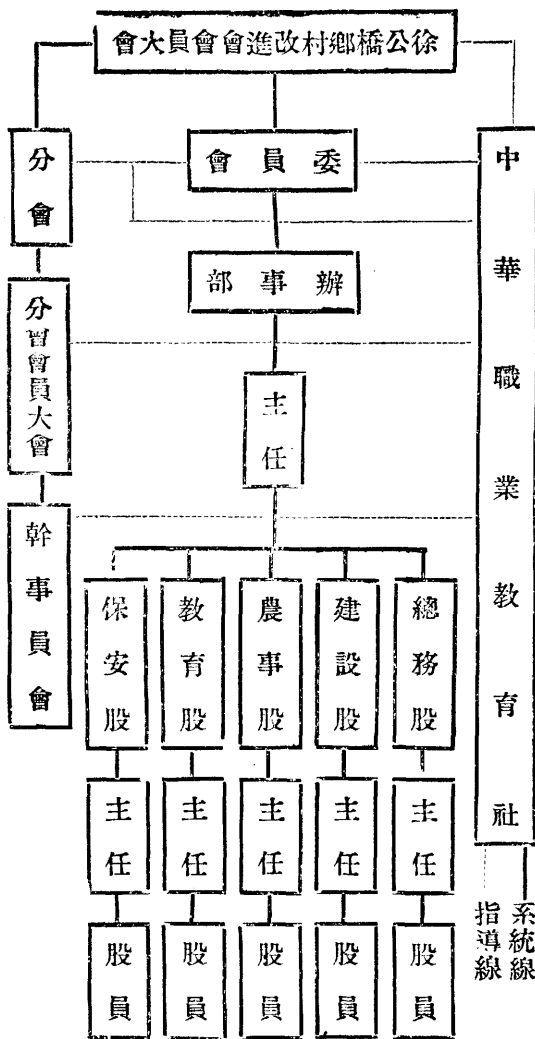 徐公橋鄉村改進會會員大會
中華職業教育社
委員會
分會
辦事部
分會會員大會
主任
幹事員會
總務股
建設股
農事股
教育股
保安股
主任
主任
主任
主任
主任
股員
股員
股員
股員
股員
系統線
指導線